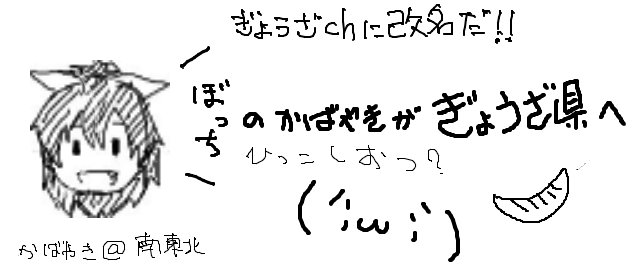 ぎょうざchに改名だ!!
ぼっち
のかばやきがぎょうざ県へ
ひっこしおつ?
(´;ω;`)
かばやき@南東北